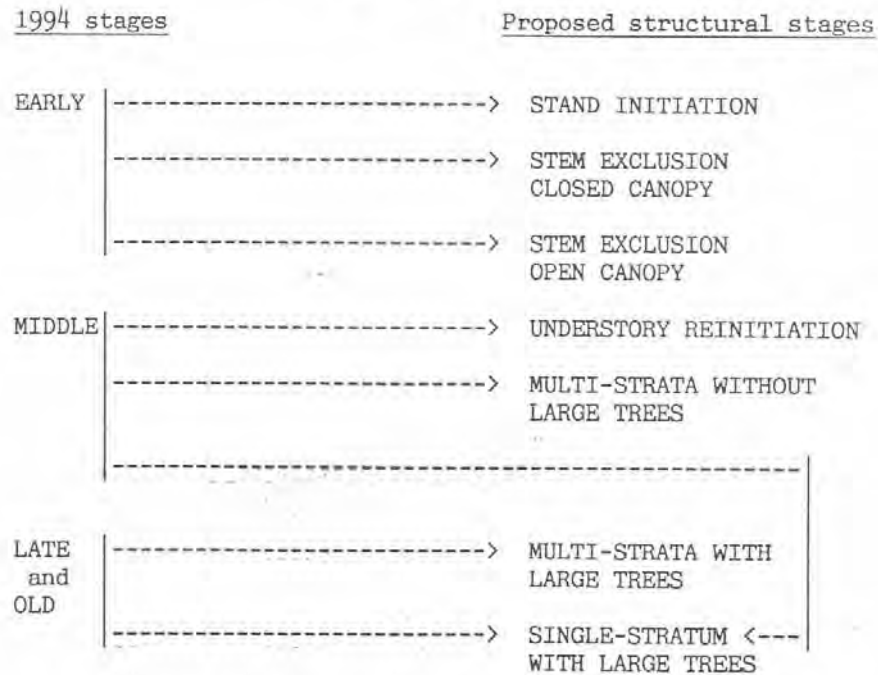 1994 stages Proposed structural stages
EARLY |----------------------> STAND INITIATION
|----------------------> STEM EXCLUSION
CLOSED CANOPY
|----------------------> STEM EXCLUSION
OPEN CANOPY
MIDDLE |----------------------> UNDERSTORY REINITIATION
|----------------------> MULTI-STRATA WITHOUT
LARGE TREES
LATE |----------------------> MULTI-STRATA WITH
and LARGE TREES
OLD
|----------------------> SINGLE-STRATUM <---
WITH LARGE TREES